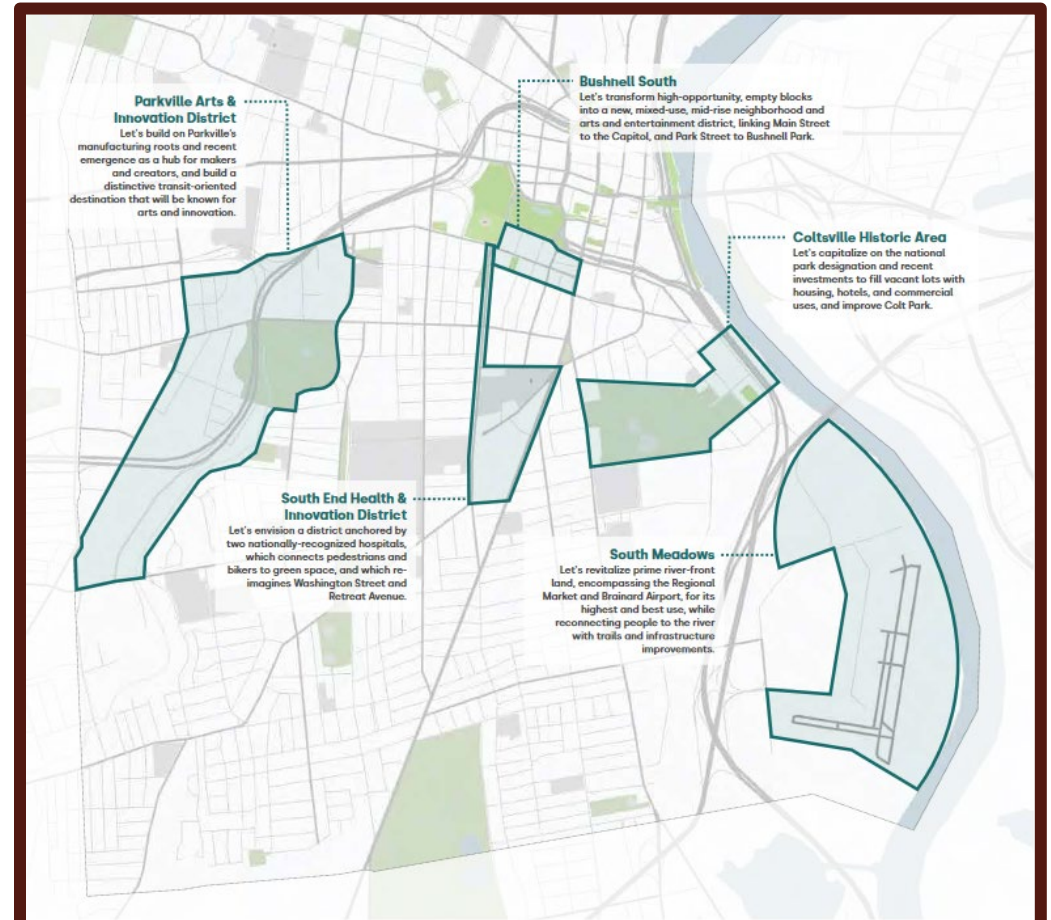 Parkville Arts &
Innovation District
Let's build on Parkville's
manufacturing roots and recent
emergence as a hub for makers
and creators, and build a
distinctive transit-oriented
destination that will be known for
arts and innovation.
Bushnell South
Let's transform high-opportunity, empty blocks
into a new, mixed-use, mid-rise neighborhood and
arts and entertainment district, linking Main Street
to the Capitol, and Park Street to Bushnell Park.
Coltsville Historic Area
Let's capitalize on the national
park designation and recent
investments to fill vacant lots with
housing, hotels, and commercial
uses, and improve Colt Park.
South End Health &
Innovation District
Let's envision a district anchored by
two nationally-recognized hospitals,
which connects pedestrians and
bikers to green space, and which re-
imagines Washington Street and
Retreat Avenue.
South Meadows
Let's revitalize prime river-front
land, encompassing the Regional
Market and Brainard Airport, for its
highest and best use, while
reconnecting people to the river
with trails and infrastructure
improvements.